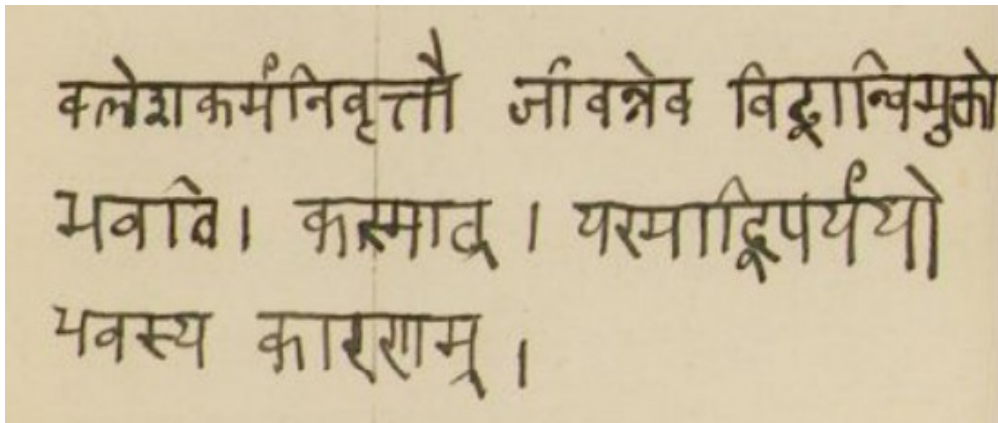 क्लेशकर्मनिवृत्तौ जीवन्नेव विद्वान्विमुक्तो
भवति। कस्मात् । यस्माद्विपर्ययो
भवस्य कारणम् ।